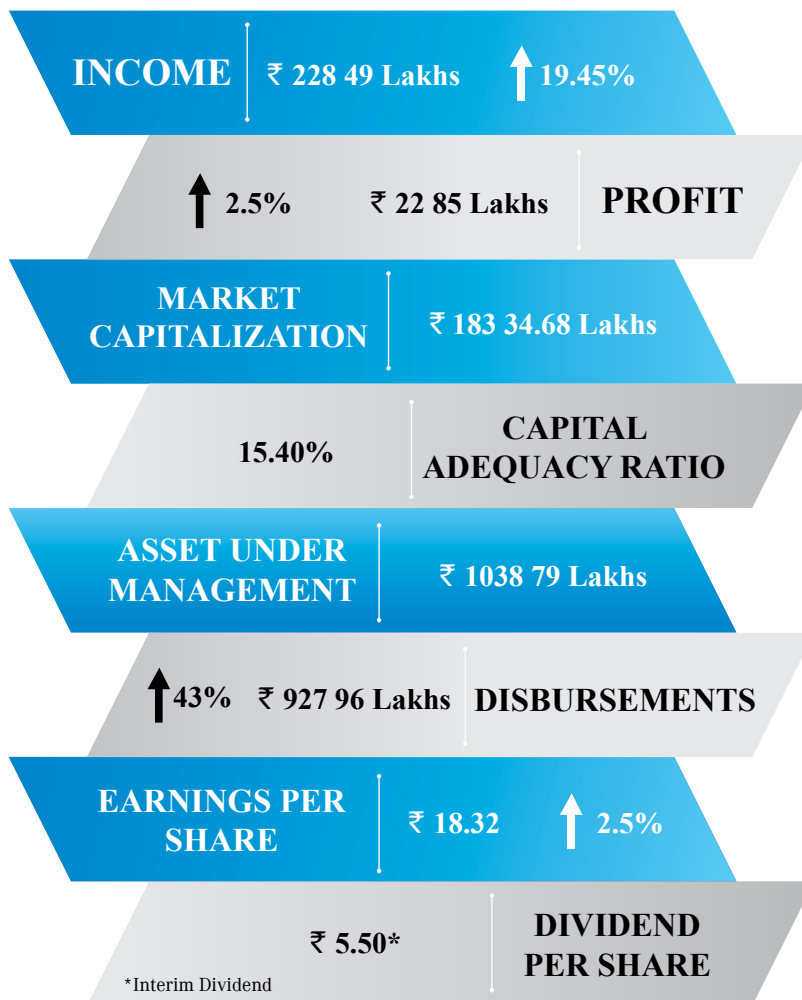 INCOME ₹ 228 49 Lakhs 19.45%
2.5% ₹ 22 85 Lakhs PROFIT
MARKET
CAPITALIZATION
₹ 183 34.68 Lakhs
15.40%
CAPITAL
ADEQUACY RATIO
ASSET UNDER
MANAGEMENT
₹ 1038 79 Lakhs
43% ₹ 927 96 Lakhs DISBURSEMENTS
EARNINGS PER
SHARE
₹ 18.32 2.5%
₹ 5.50*
DIVIDEND
PER SHARE
*Interim Dividend